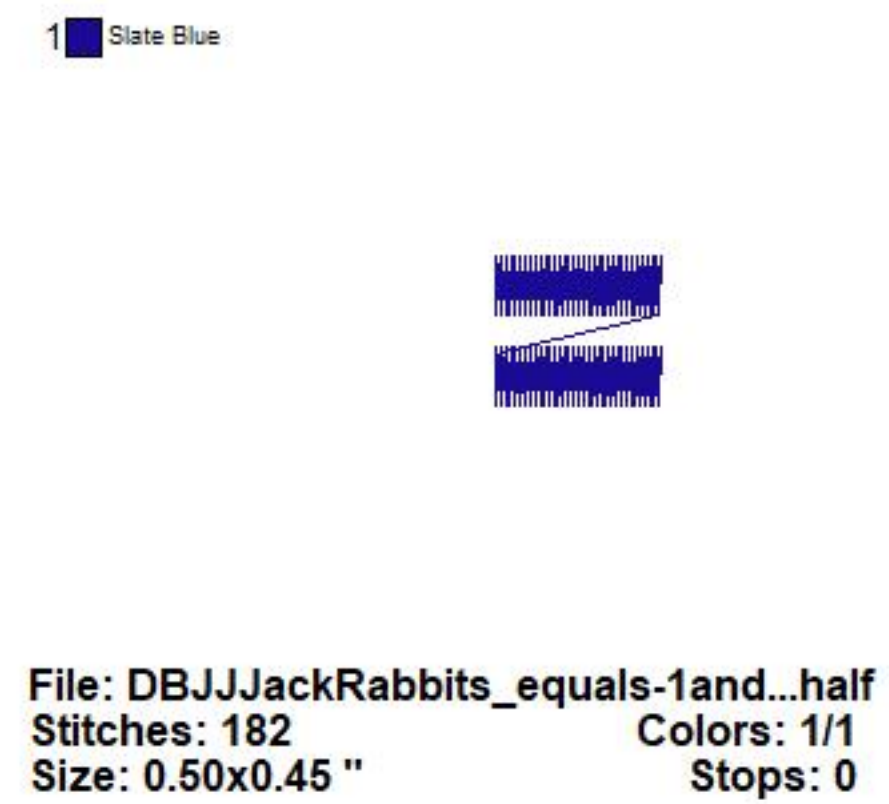 1 Slate Blue
File: DBJJJackRabbits_equals-1and...half
Stitches: 182 Colors: 1/1
Size: 0.50x0.45 " Stops: 0